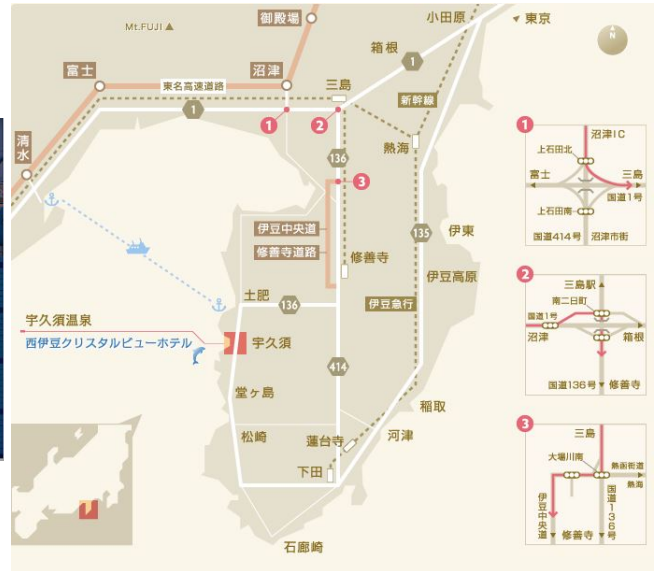 Mt.FUJI▲
御殿場
小田原
東京
N
箱根
1
富士
沼津
東名高速道路
三島
新幹線
1
1
2
清水
136
熱海
3
135
伊豆中央道
修善寺道路
修善寺
伊東
伊豆高原
土肥
136
伊豆急行
宇久須温泉
西伊豆クリスタルビューホテル
宇久須
414
堂ヶ島
稲取
松崎
蓮台寺
河津
下田
石廊崎
1
沼津IC
上石田北
富士
三島
国道1号
上石田南
国道414号
沼津市街
2
三島駅
南二日町
国道1号
沼津
箱根
国道136号
修善寺
3
三島
大場川南
熱函街道
熱海
伊豆中央道
修善寺
国道136号